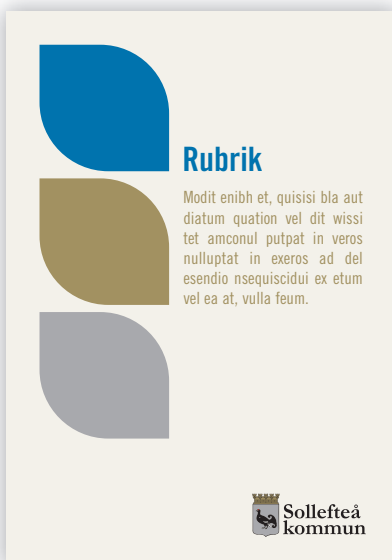 Rubrik
Modit enibh et, quisisi bla aut
diatum quation vel dit wissi
tet amconul putpat in veros
nulluptat in exeros ad del
esendio nsequiscidui ex etum
vel ea at, vulla feum.
Sollefteå
kommun